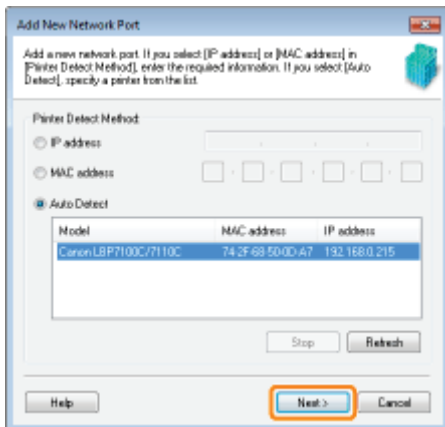 Add New Network Port
Add a new network port. If you select [IP address] or [MAC address] in
[Printer Detect Method], enter the required information. If you select [Auto
Detect], specify a printer from the list.
Printer Detect Method:
IP address
MAC address
Auto Detect
Model MAC address IP address
Canon LBP7100C/7110C 74-2F-68-50-0D-A7 192.168.0.215
Stop Refresh
Help Next > Cancel